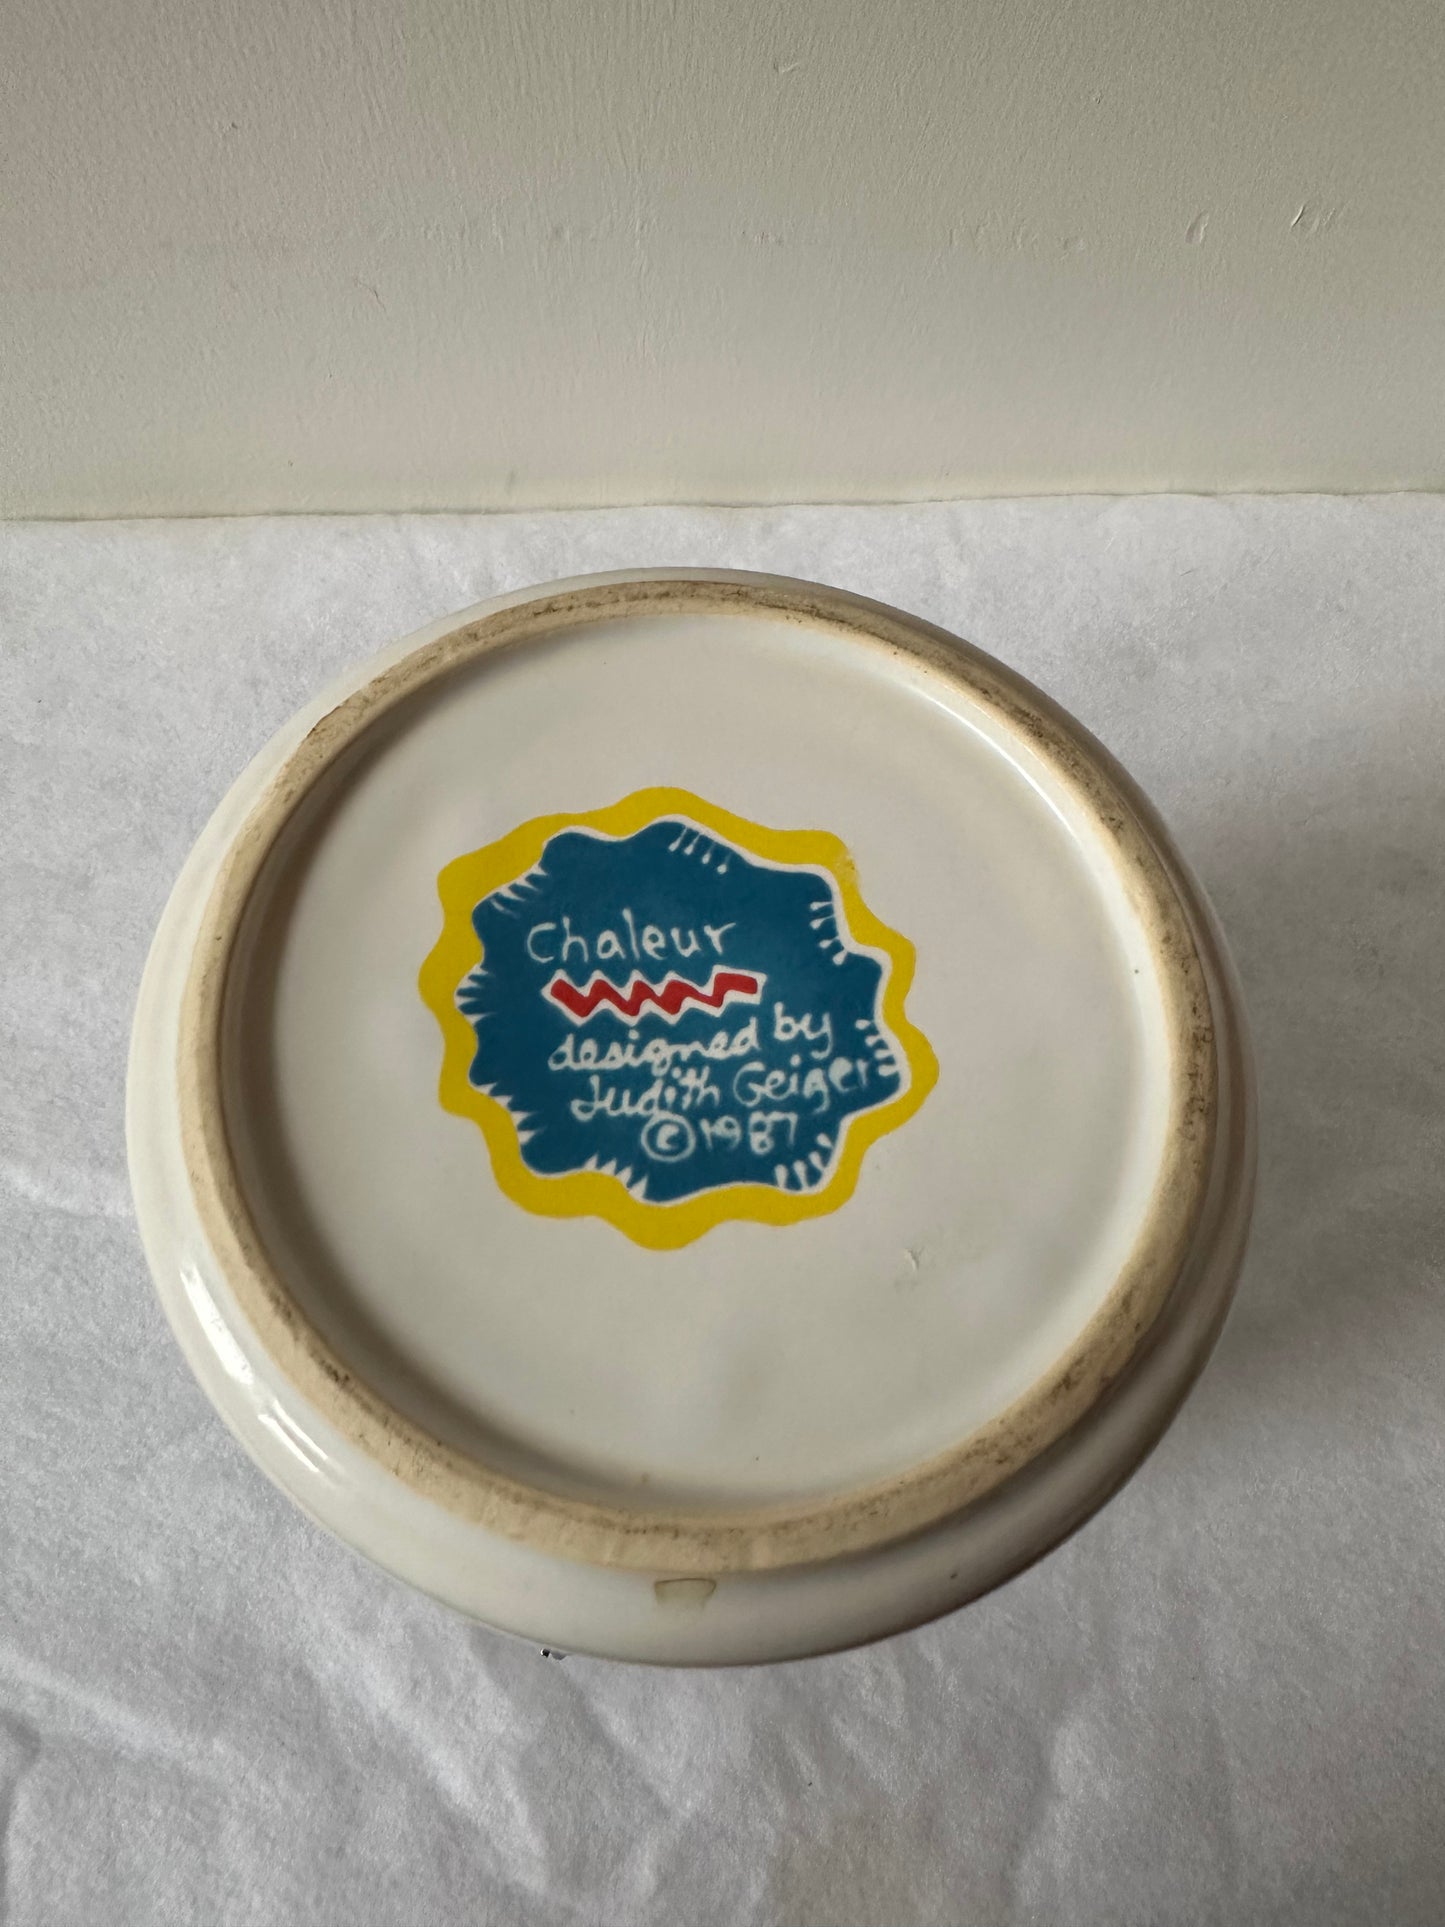 Chaleur
designed by
Judith Geiger
© 1987